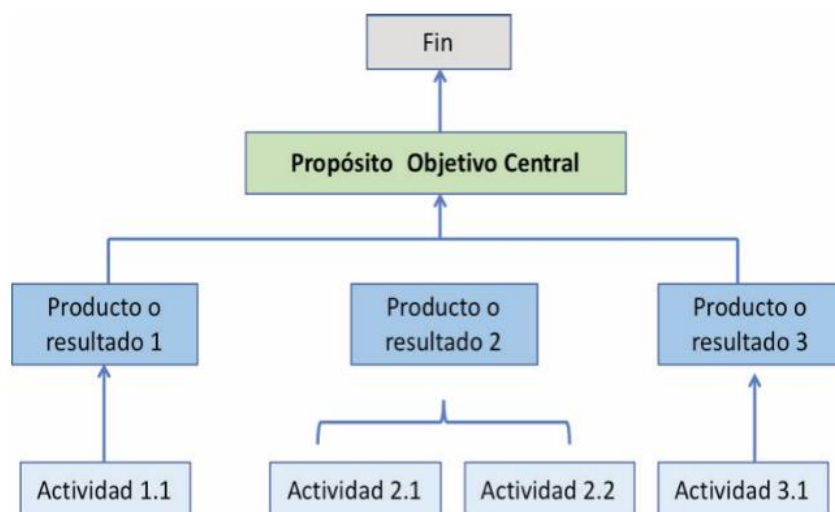 Fin
Propósito Objetivo Central
Producto o
resultado 1
Producto o
resultado 2
Producto o
resultado 3
Actividad 1.1
Actividad 2.1
Actividad 2.2
Actividad 3.1